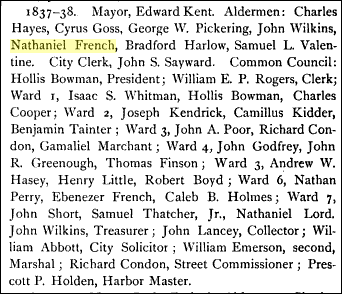 1837-38. Mayor, Edward Kent. Aldermen: Charles
Hayes, Cyrus Goss, George W. Pickering, John Wilkins,
Nathaniel French, Bradford Harlow, Samuel L. Valen-
tine. City Clerk, John S. Sayward. Common Council:
Hollis Bowman, President; William E. P. Rogers, Clerk;
Ward 1, Isaac S. Whitman, Hollis Bowman, Charles
Cooper; Ward 2, Joseph Kendrick, Camillus Kidder,
Benjamin Tainter; Ward 3, John A. Poor, Richard Con-
don, Gamaliel Marchant; Ward 4, John Godfrey, John
R. Greenough, Thomas Finson; Ward 3, Andrew W.
Hasey, Henry Little, Robert Boyd; Ward 6, Nathan
Perry, Ebenezer French, Caleb B. Holmes; Ward 7,
John Short, Samuel Thatcher, Jr., Nathaniel Lord.
John Wilkins, Treasurer; John Lancey, Collector; Wil-
liam Abbott, City Solicitor; William Emerson, second,
Marshal; Richard Condon, Street Commissioner; Pres-
cott P. Holden, Harbor Master.